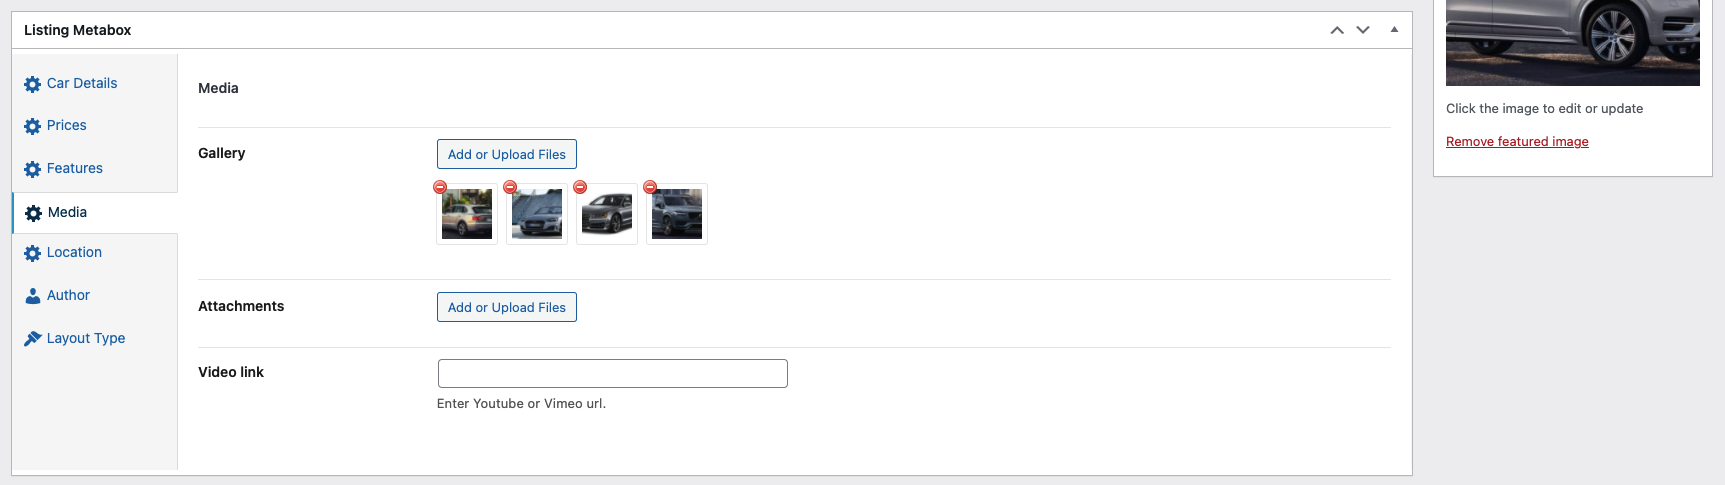 Listing Metabox
Car Details
Prices
Features
Media
Location
Author
Layout Type
Media
Gallery
Add or Upload Files
Attachments
Add or Upload Files
Video link
Enter Youtube or Vimeo url.
Click the image to edit or update
Remove featured image